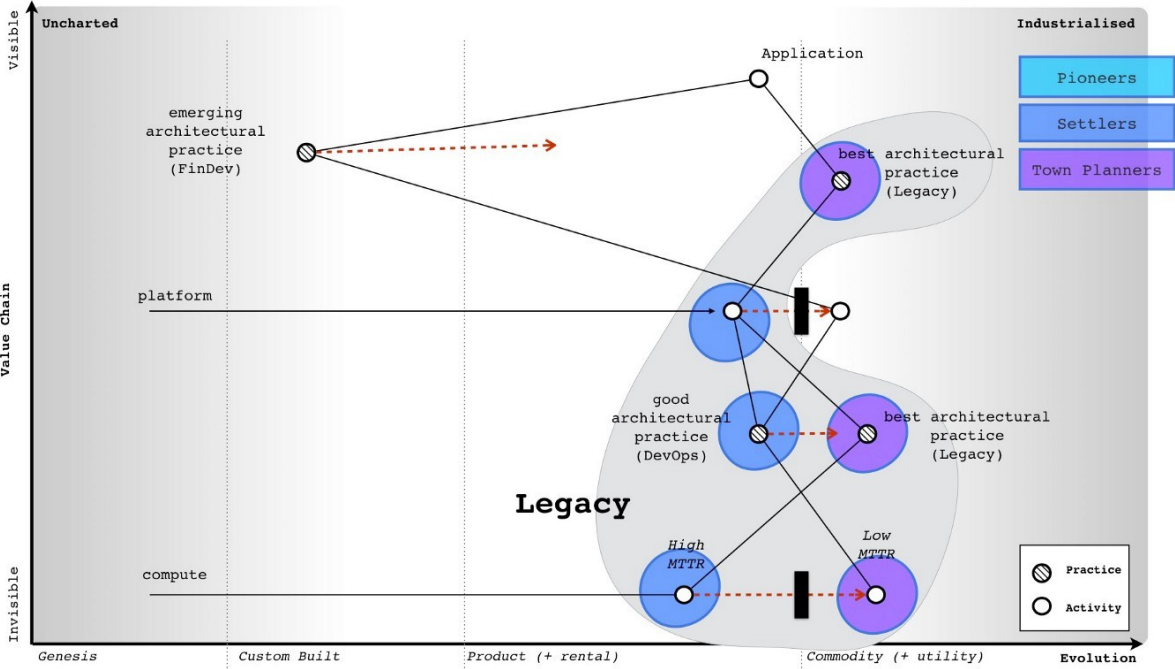 Visible
Uncharted
Industrialised
Application
Pioneers
emerging
architectural
practice
(FinDev)
Settlers
best architectural
practice
(Legacy)
Town Planners
platform
Value Chain
good
architectural
practice
(DevOps)
best architectural
practice
(Legacy)
Legacy
High
MTTR
Low
MTTR
compute
Practice
Activity
Invisible
Genesis
Custom Built
Product (+ rental)
Commodity (+ utility)
Evolution